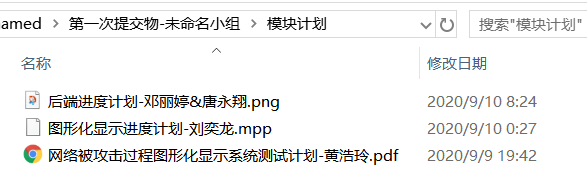 named › 第一次提交物-未命名小组 › 模块计划
搜索"模块计划"
名称 修改日期
后端进度计划-邓丽婷&唐永翔.png 2020/9/10 8:24
图形化显示进度计划-刘奕龙.mpp 2020/9/10 0:27
网络被攻击过程图形化显示系统测试计划-黄浩玲.pdf 2020/9/9 19:42